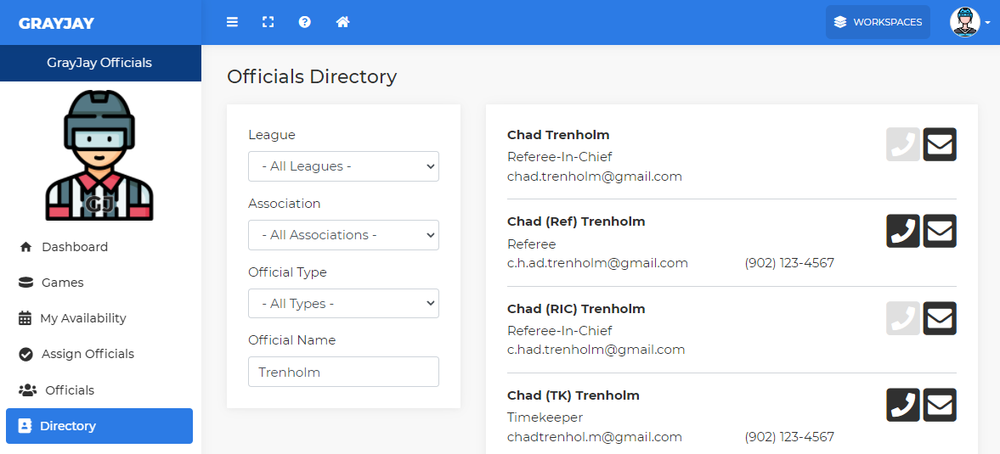 GRAYJAY
WORKSPACES
GrayJay Officials
GJ
Dashboard
Games
My Availability
Assign Officials
Officials
Directory
Officials Directory
League
- All Leagues -
Association
- All Associations -
Official Type
- All Types -
Official Name
Trenholm
Chad Trenholm
Referee-In-Chief
chad.trenholm@gmail.com
Chad (Ref) Trenholm
Referee
c.h.ad.trenholm@gmail.com (902) 123-4567
Chad (RIC) Trenholm
Referee-In-Chief
c.had.trenholm@gmail.com
Chad (TK) Trenholm
Timekeeper
chadtrenhol.m@gmail.com (902) 123-4567